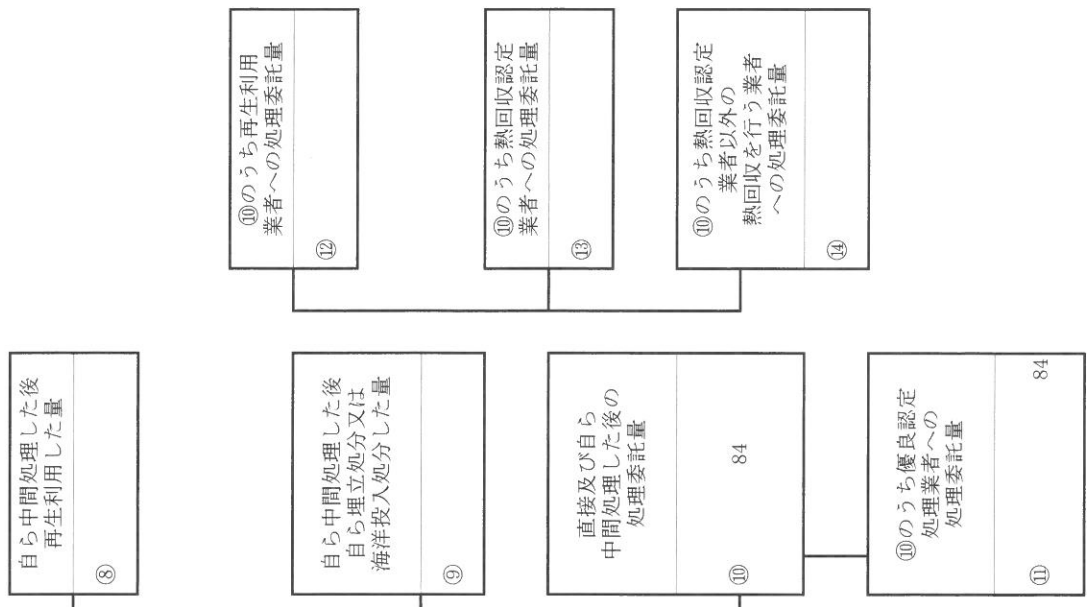 自ら中間処理した後
再生利用した量
⑧
自ら中間処理した後
自ら埋立処分又は
海洋投入処分した量
⑨
直接及び自ら
中間処理した後の
処理委託量
⑩
84
⑩のうち優良認定
処理業者への
処理委託量
⑪
84
⑩のうち再生利用
業者への処理委託量
⑫
⑩のうち熱回収認定
業者への処理委託量
⑬
⑩のうち熱回収認定
業者以外の
熱回収を行う業者
への処理委託量
⑭